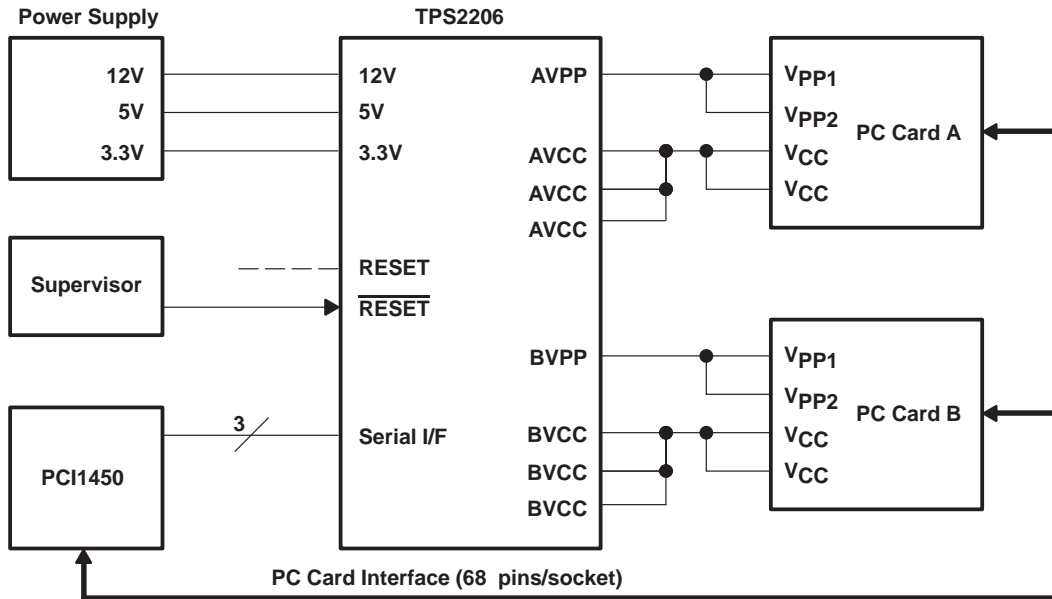 Power Supply
12V
5V
3.3V
Supervisor
PCI1450
3
TPS2206
12V
5V
3.3V
RESET
RESET
Serial I/F
AVPP
AVCC
AVCC
AVCC
BVPP
BVCC
BVCC
BVCC
VPP1
VPP2
VCC
VCC
PC Card A
VPP1
VPP2
VCC
VCC
PC Card B
PC Card Interface (68 pins/socket)